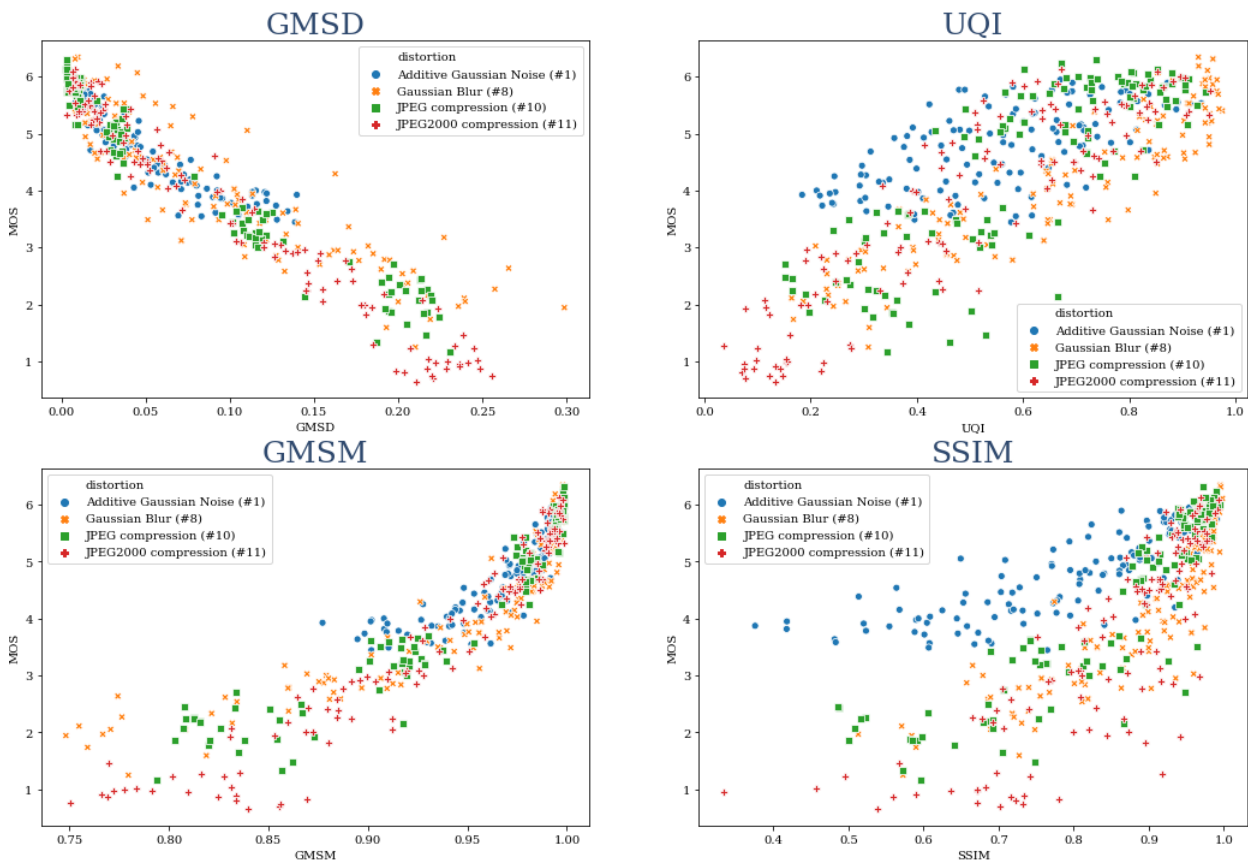 GMSD
distortion
Additive Gaussian Noise (#1)
Gaussian Blur (#8)
JPEG compression (#10)
JPEG2000 compression (#11)
MOS
6
5
4
3
2
1
0.00 0.05 0.10 0.15 0.20 0.25 0.30
GMSD
UQI
MOS
6
5
4
3
2
1
distortion
Additive Gaussian Noise (#1)
Gaussian Blur (#8)
JPEG compression (#10)
JPEG2000 compression (#11)
0.0 0.2 0.4 0.6 0.8 1.0
UQI
GMSM
distortion
Additive Gaussian Noise (#1)
Gaussian Blur (#8)
JPEG compression (#10)
JPEG2000 compression (#11)
MOS
6
5
4
3
2
1
0.75 0.80 0.85 0.90 0.95 1.00
GMSM
SSIM
distortion
Additive Gaussian Noise (#1)
Gaussian Blur (#8)
JPEG compression (#10)
JPEG2000 compression (#11)
MOS
6
5
4
3
2
1
0.4 0.5 0.6 0.7 0.8 0.9 1.0
SSIM